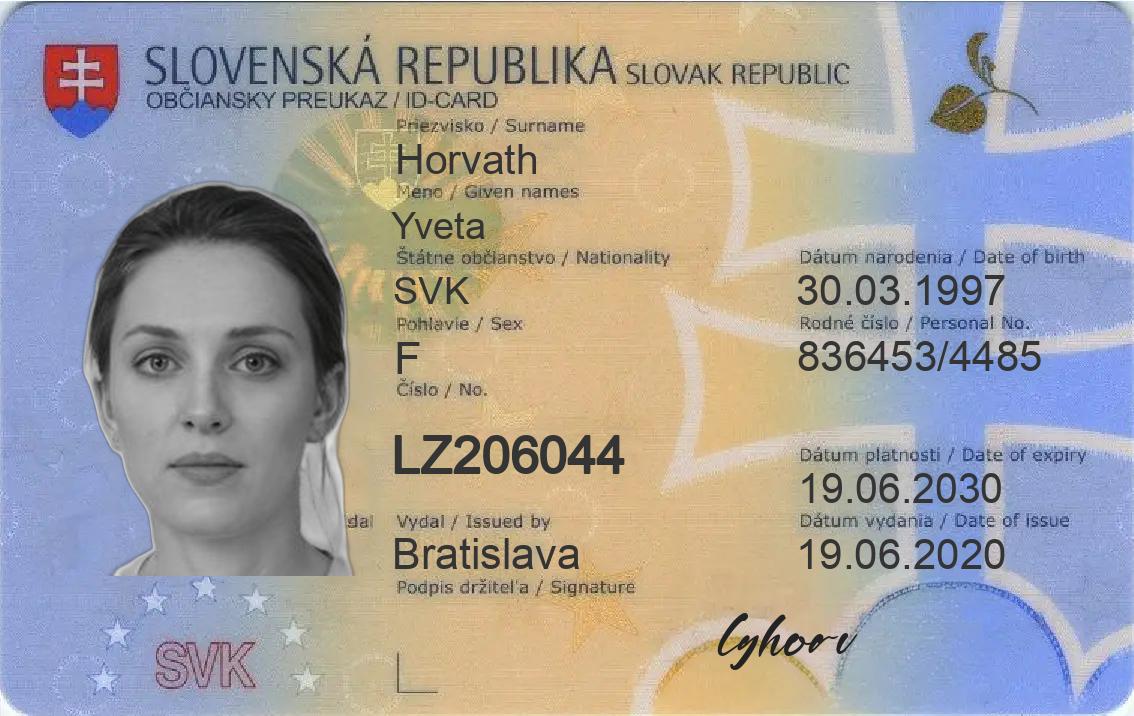 SLOVENSKÁ REPUBLIKA SLOVAK REPUBLIC
OBČIANSKY PREUKAZ / ID-CARD
Priezvisko / Surname
Horvath
Meno / Given names
Yveta
Štátne občianstvo / Nationality
SVK
Dátum narodenia / Date of birth
30.03.1997
Pohlavie / Sex
F
Rodné číslo / Personal No.
836453/4485
Číslo / No.
LZ206044
Dátum platnosti / Date of expiry
19.06.2030
Vydal / Issued by
Bratislava
Dátum vydania / Date of issue
19.06.2020
Podpis držiteľa / Signature
SVK